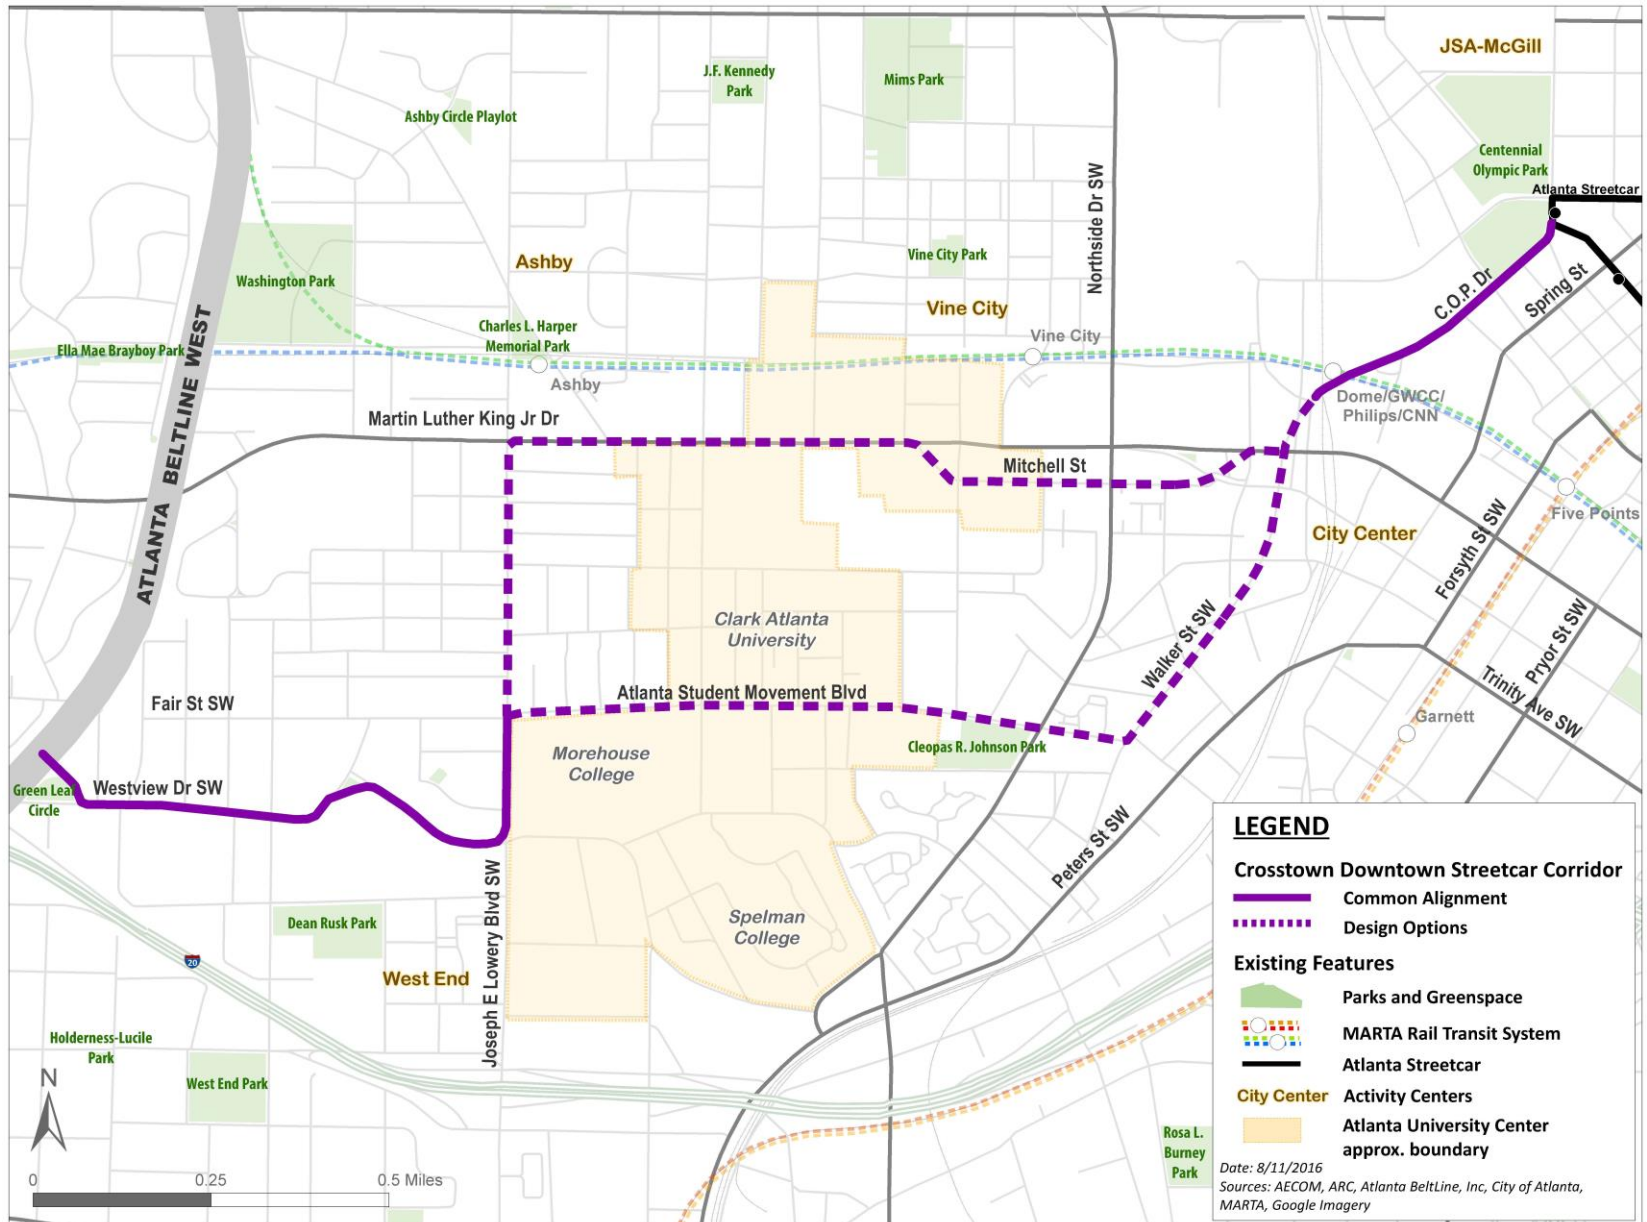 JSA-McGill
J.F. Kennedy
Park
Mims Park
Ashby Circle Playlot
Centennial
Olympic Park
Atlanta Streetcar
Northside Dr SW
Ashby
Vine City Park
Washington Park
Vine City
C.O.P. Dr
Spring St
Charles L. Harper
Memorial Park
Vine City
Ella Mae Brayboy Park
ATLANTA BELTLINE WEST
Ashby
Dome/GWCC/
Philips/CNN
Martin Luther King Jr Dr
Mitchell St
Five Points
City Center
Forsyth St SW
Clark Atlanta
University
Walker St SW
Pryor St SW
Atlanta Student Movement Blvd
Trinity Ave SW
Fair St SW
Garnett
Morehouse
College
Cleopas R. Johnson Park
Westview Dr SW
Green Leaf
Circle
Peters St SW
Joseph E Lowery Blvd SW
Dean Rusk Park
Spelman
College
20
West End
Holderness-Lucile
Park
West End Park
N
0 0.25 0.5 Miles
Rosa L.
Burney
Park
LEGEND
Crosstown Downtown Streetcar Corridor
Common Alignment
Design Options
Existing Features
Parks and Greenspace
MARTA Rail Transit System
Atlanta Streetcar
City Center Activity Centers
Atlanta University Center
approx. boundary
Date: 8/11/2016
Sources: AECOM, ARC, Atlanta BeltLine, Inc, City of Atlanta,
MARTA, Google Imagery